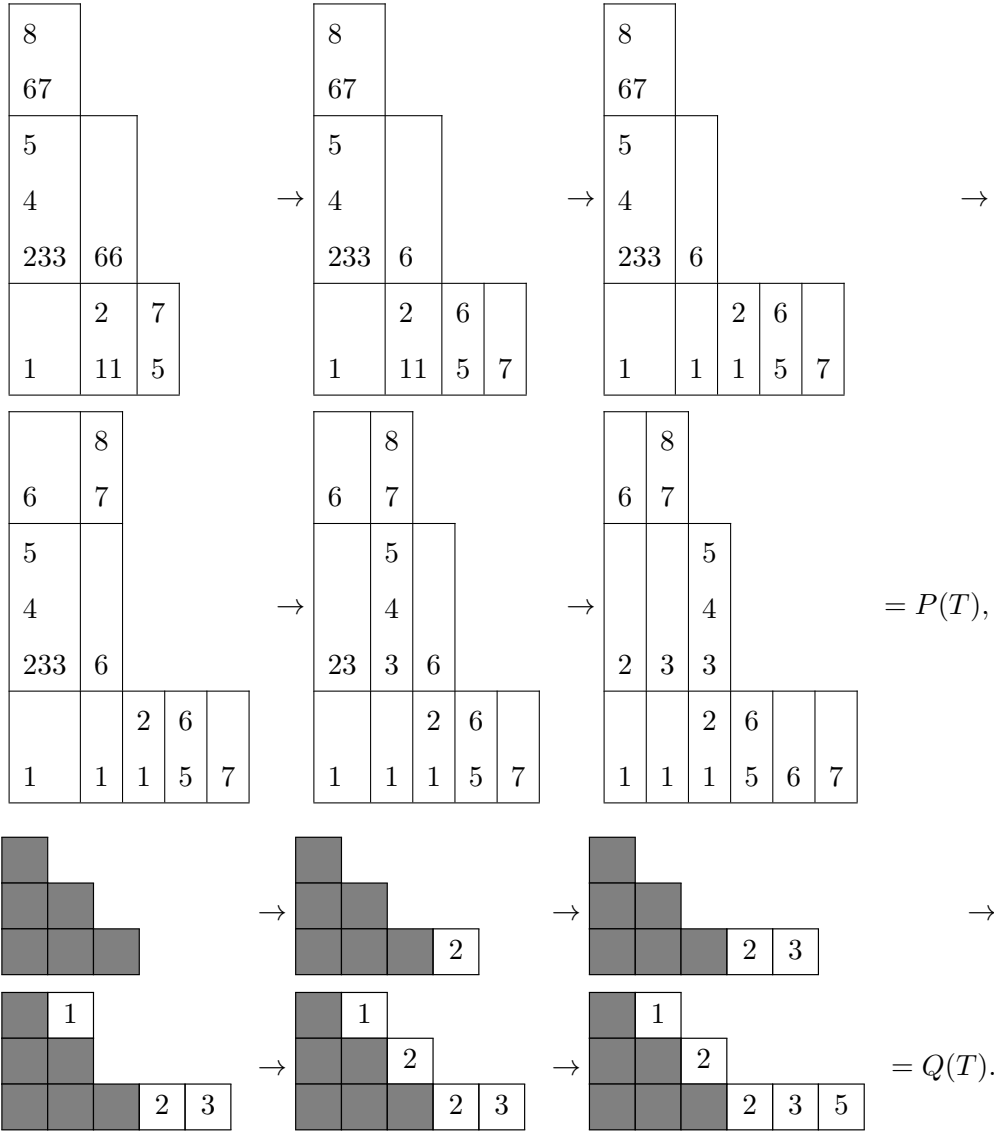 8 8 8
67 67 67
5 5 5
4 → 4 → 4 →
233 66 233 6 233 6
2 7 2 6 2 6
1 11 5 1 11 5 7 1 1 1 5 7
8 8 8
6 7 6 7 6 7
5 5 5
4 → 4 → 4 = P(T),
233 6 23 3 6 2 3 3
2 6 2 6 2 6
1 1 1 5 7 1 1 1 5 7 1 1 1 5 6 7
→ 2 → 2 3 →
1 1 1
→ 2 → 2 = Q(T).
2 3 2 3 2 3 5